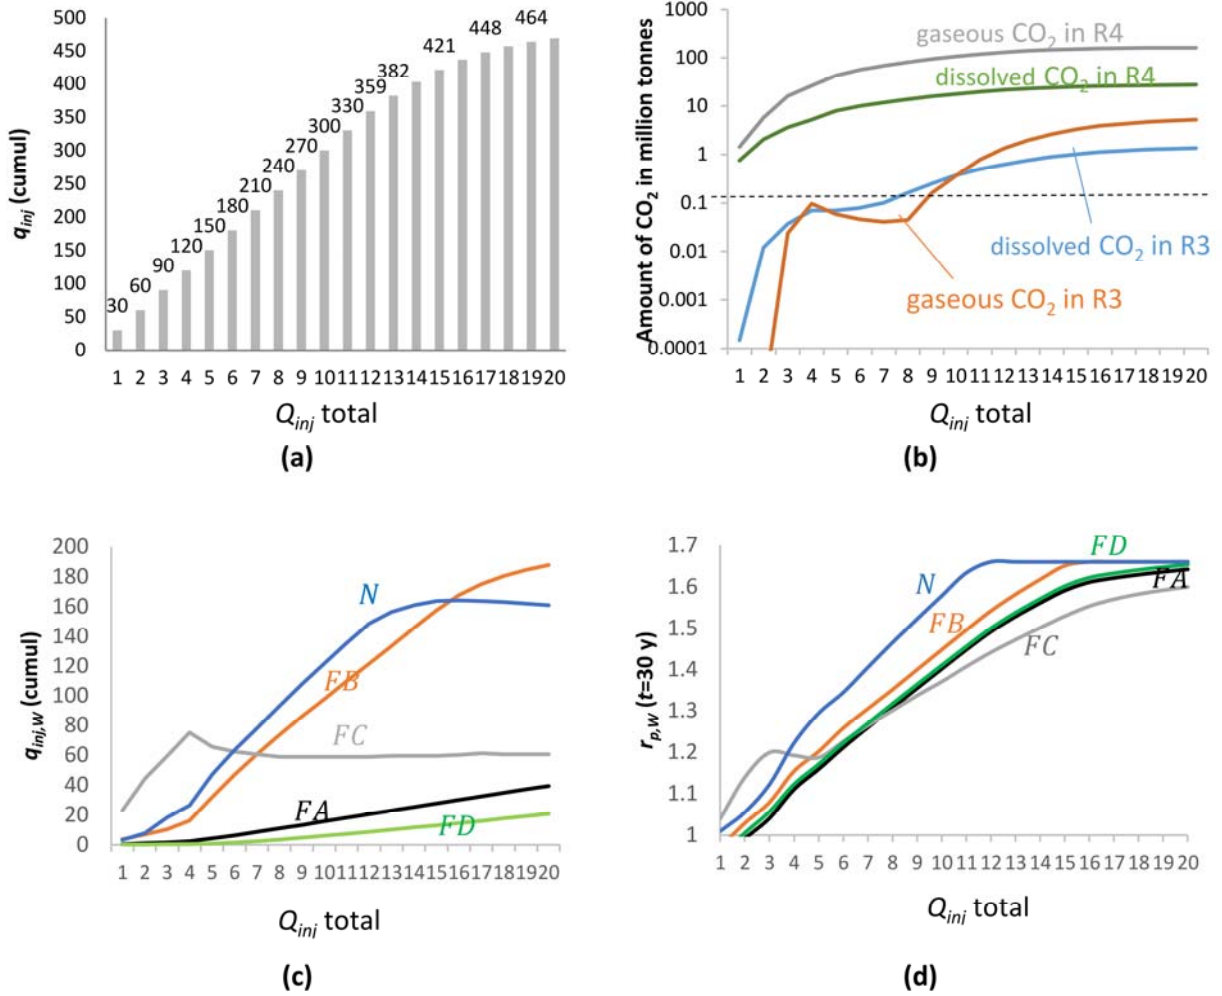 500
450
400
350
300
250
200
150
100
50
0
q_inj (cumul)
30
60
90
120
150
180
210
240
270
300
330
359
382
421
448
464
1 2 3 4 5 6 7 8 9 10 11 12 13 14 15 16 17 18 19 20
Q_inj total
(a)
1000
100
10
1
0.1
0.01
0.001
0.0001
Amount of CO2 in million tonnes
gaseous CO2 in R4
dissolved CO2 in R4
dissolved CO2 in R3
gaseous CO2 in R3
1 2 3 4 5 6 7 8 9 10 11 12 13 14 15 16 17 18 19 20
Q_inj total
(b)
200
180
160
140
120
100
80
60
40
20
0
q_inj,W (cumul)
N
FB
FC
FA
FD
1 2 3 4 5 6 7 8 9 10 11 12 13 14 15 16 17 18 19 20
Q_inj total
(c)
1.7
1.6
1.5
1.4
1.3
1.2
1.1
1
r_p,W (t=30 y)
FD
N
FA
FB
FC
1 2 3 4 5 6 7 8 9 10 11 12 13 14 15 16 17 18 19 20
Q_inj total
(d)